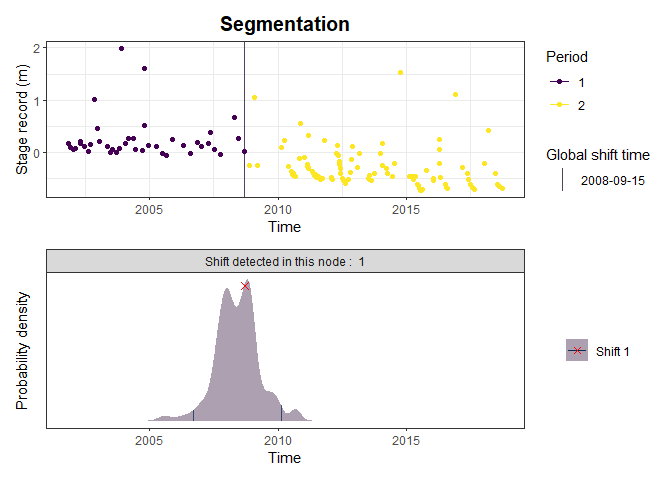 Segmentation
Stage record (m)
2
1
0
2005
2010
2015
Time
Period
1
2
Global shift time
2008-09-15
Shift detected in this node :  1
Probability density
2005
2010
2015
Time
Shift 1